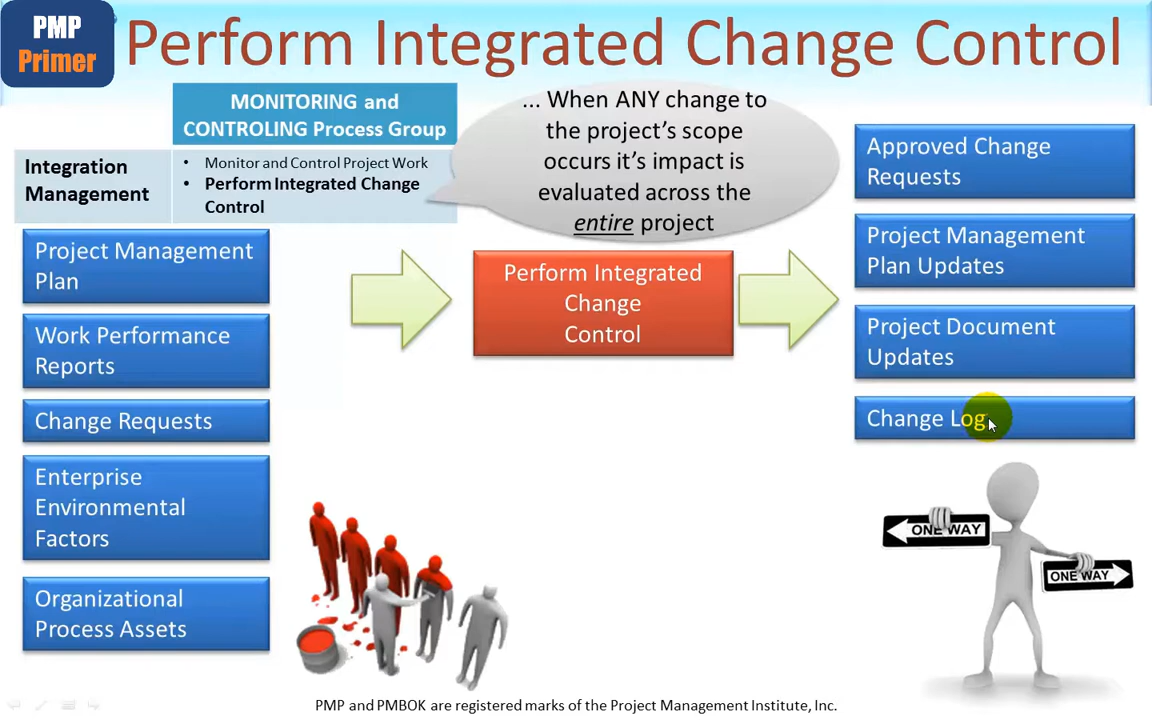 PMP
Primer
Perform Integrated Change Control
MONITORING and
CONTROLING Process Group
Integration
Management
• Monitor and Control Project Work
• Perform Integrated Change
Control
... When ANY change to
the project's scope
occurs it's impact is
evaluated across the
entire project
Project Management
Plan
Work Performance
Reports
Change Requests
Enterprise
Environmental
Factors
Organizational
Process Assets
Perform Integrated
Change
Control
Approved Change
Requests
Project Management
Plan Updates
Project Document
Updates
Change Log
ONE WAY
ONE WAY
PMP and PMBOK are registered marks of the Project Management Institute, Inc.